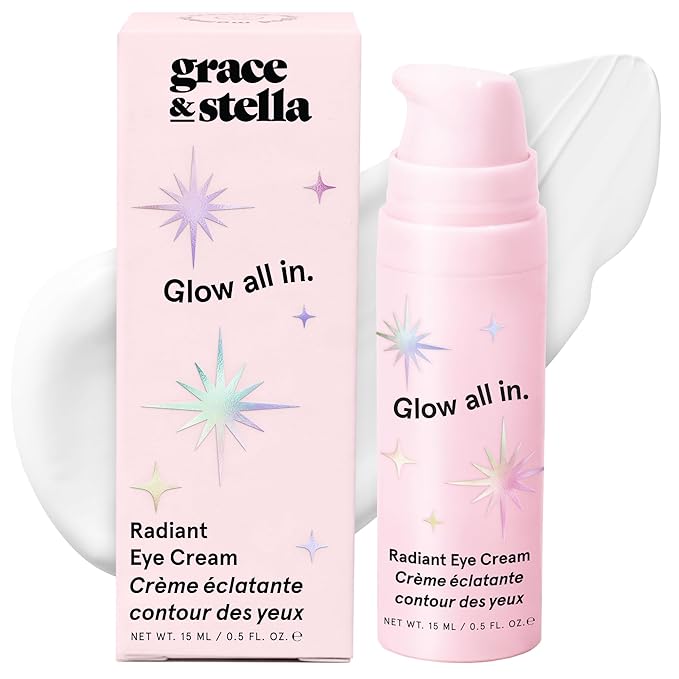 grace
& stella
Glow all in.
Radiant
Eye Cream
Crème éclatante
contour des yeux
NET WT. 15 ML / 0.5 FL. OZ. ℮
Glow all in.
Radiant Eye Cream
Crème éclatante
contour des yeux
NET WT. 15 ML / 0.5 FL. OZ. ℮